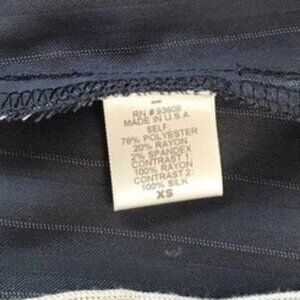 RN # 93608
MADE IN U.S.A.
SELF:
78% POLYESTER
20% RAYON
2% SPANDEX
CONTRAST 1:
100% RAYON
CONTRAST 2:
100% SILK
XS